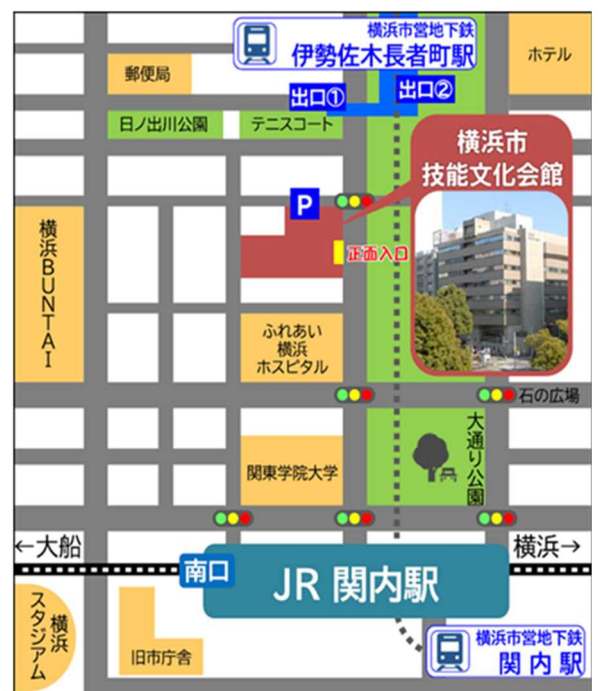 横浜市営地下鉄
伊勢佐木長者町駅
ホテル
郵便局
出口①
出口②
日ノ出川公園
テニスコート
横浜市
技能文化会館
P
正面入口
横浜BUNTAI
ふれあい
横浜
ホスピタル
石の広場
大通り公園
関東学院大学
←大船
横浜→
南口
JR 関内駅
横浜
スタジアム
旧市庁舎
横浜市営地下鉄
関内駅